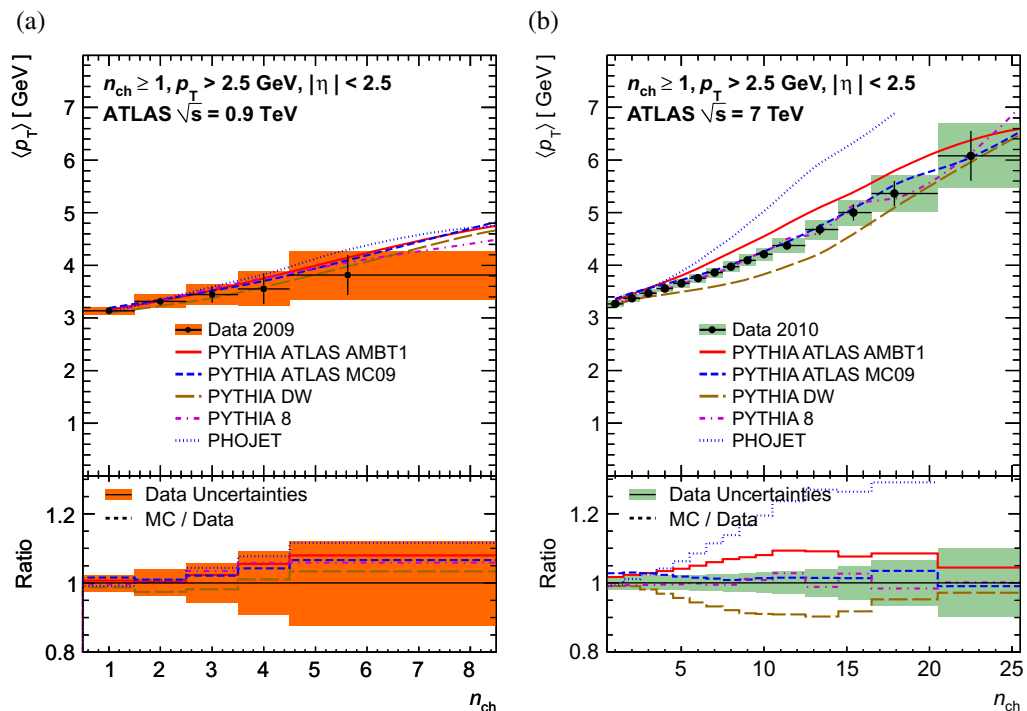 (a)
⟨p_T⟩ [ GeV]
7
6
5
4
3
2
1
n_ch ≥ 1, p_T > 2.5 GeV, |η| < 2.5
ATLAS √s = 0.9 TeV
Data 2009
PYTHIA ATLAS AMBT1
PYTHIA ATLAS MC09
PYTHIA DW
PYTHIA 8
PHOJET
Ratio
1.2
1
0.8
Data Uncertainties
MC / Data
1 2 3 4 5 6 7 8
n_ch
(b)
⟨p_T⟩ [ GeV]
7
6
5
4
3
2
1
n_ch ≥ 1, p_T > 2.5 GeV, |η| < 2.5
ATLAS √s = 7 TeV
Data 2010
PYTHIA ATLAS AMBT1
PYTHIA ATLAS MC09
PYTHIA DW
PYTHIA 8
PHOJET
Ratio
1.2
1
0.8
Data Uncertainties
MC / Data
5 10 15 20 25
n_ch